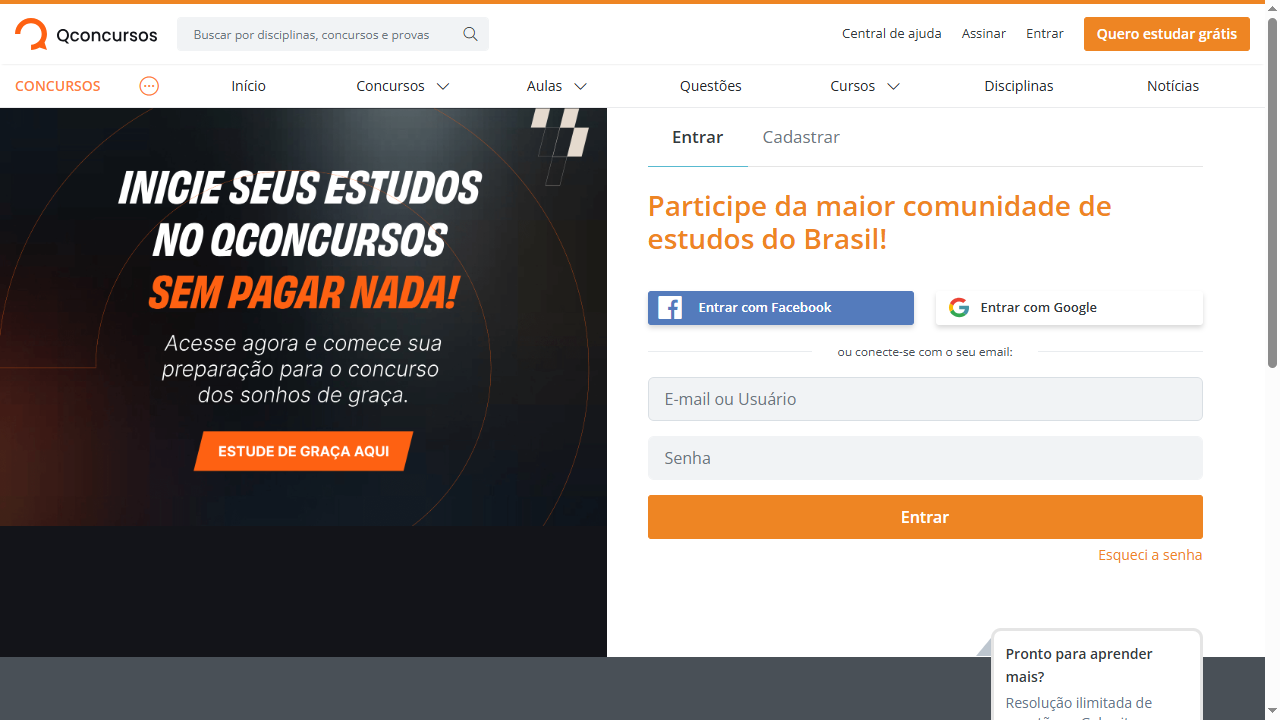 Qconcursos
Buscar por disciplinas, concursos e provas
Central de ajuda
Assinar
Entrar
Quero estudar grátis
CONCURSOS
Início
Concursos
Aulas
Questões
Cursos
Disciplinas
Notícias
INICIE SEUS ESTUDOS
NO QCONCURSOS
SEM PAGAR NADA!
Acesse agora e comece sua
preparação para o concurso
dos sonhos de graça.
ESTUDE DE GRAÇA AQUI
Entrar
Cadastrar
Participe da maior comunidade de
estudos do Brasil!
Entrar com Facebook
Entrar com Google
ou conecte-se com o seu email:
E-mail ou Usuário
Senha
Entrar
Esqueci a senha
Pronto para aprender
mais?
Resolução ilimitada de